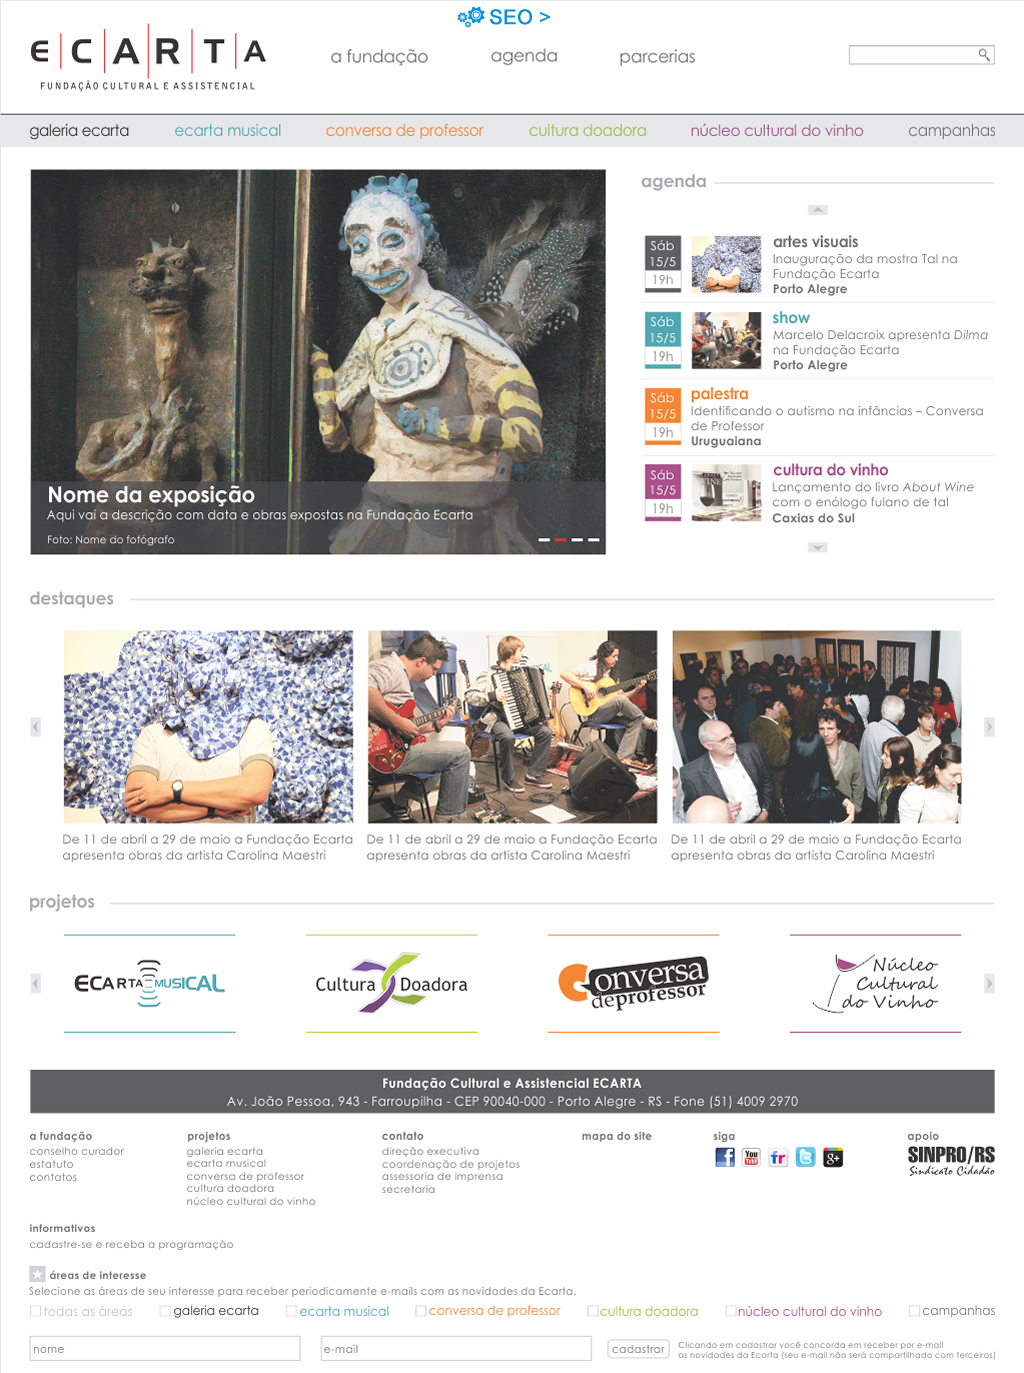 SEO >
ECARTA
FUNDAÇÃO CULTURAL E ASSISTENCIAL
a fundação
agenda
parcerias
galeria ecarta
ecarta musical
conversa de professor
cultura doadora
núcleo cultural do vinho
campanhas
Nome da exposição
Aqui vai a descrição com data e obras expostas na Fundação Ecarta
Foto: Nome do fotógrafo
agenda
Sáb
15/5
19h
artes visuais
Inauguração da mostra Tal na
Fundação Ecarta
Porto Alegre
Sáb
15/5
19h
show
Marcelo Delacroix apresenta Dilma
na Fundação Ecarta
Porto Alegre
Sáb
15/5
19h
palestra
Identificando o autismo na infâncias – Conversa
de Professor
Uruguaiana
Sáb
15/5
19h
cultura do vinho
Lançamento do livro About Wine
com o enólogo fulano de tal
Caxias do Sul
destaques
De 11 de abril a 29 de maio a Fundação Ecarta
apresenta obras da artista Carolina Maestri
De 11 de abril a 29 de maio a Fundação Ecarta
apresenta obras da artista Carolina Maestri
De 11 de abril a 29 de maio a Fundação Ecarta
apresenta obras da artista Carolina Maestri
projetos
ECARTA MUSICAL
Cultura Doadora
Conversa
de professor
Núcleo
Cultural
do Vinho
Fundação Cultural e Assistencial ECARTA
Av. João Pessoa, 943 - Farroupilha - CEP 90040-000 - Porto Alegre - RS - Fone (51) 4009 2970
a fundação
conselho curador
estatuto
contatos
projetos
galeria ecarta
ecarta musical
conversa de professor
cultura doadora
núcleo cultural do vinho
contato
direção executiva
coordenação de projetos
assessoria de imprensa
secretaria
mapa do site
siga
apoio
SINPRO/RS
Sindicato Cidadão
informativos
cadastre-se e receba a programação
áreas de interesse
Selecione as áreas de seu interesse para receber periodicamente e-mails com as novidades da Ecarta.
todas as àreas
galeria ecarta
ecarta musical
conversa de professor
cultura doadora
núcleo cultural do vinho
campanhas
nome
e-mail
cadastrar
Clicando em cadastrar você concorda em receber por e-mail
as novidades da Ecarta (seu e-mail não será compartilhado com terceiros)